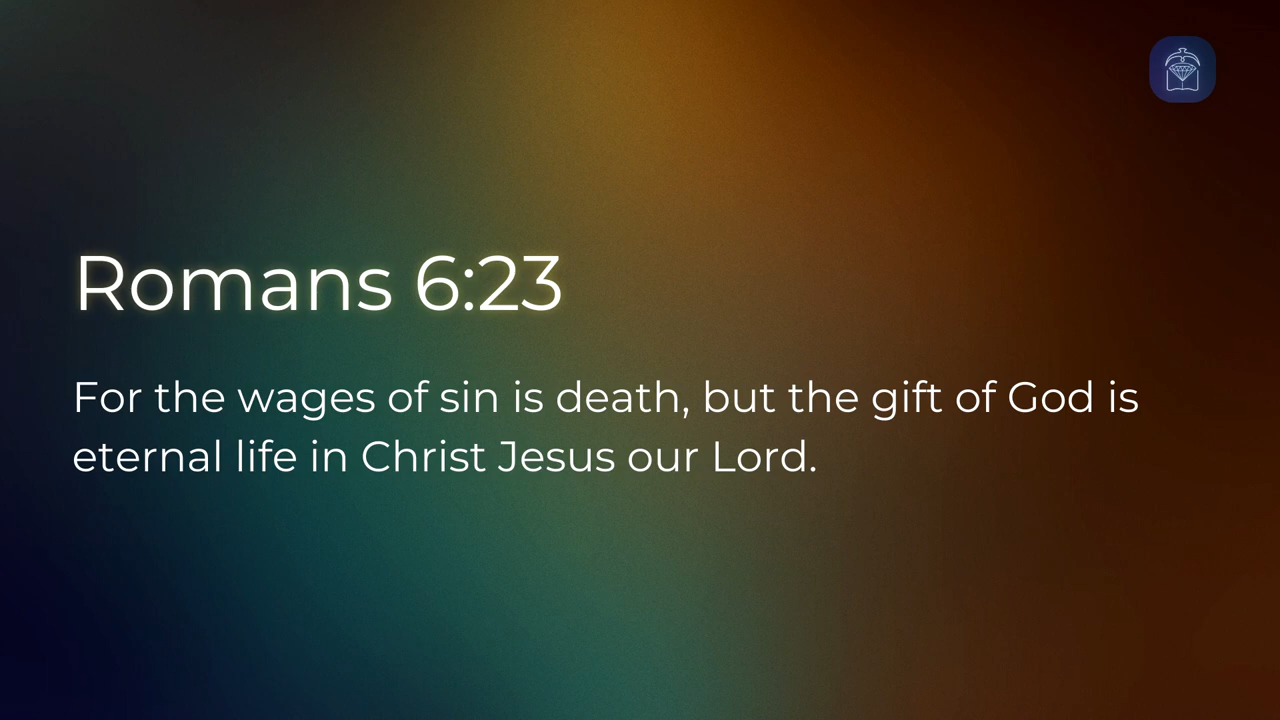 Romans 6:23
For the wages of sin is death, but the gift of God is
eternal life in Christ Jesus our Lord.